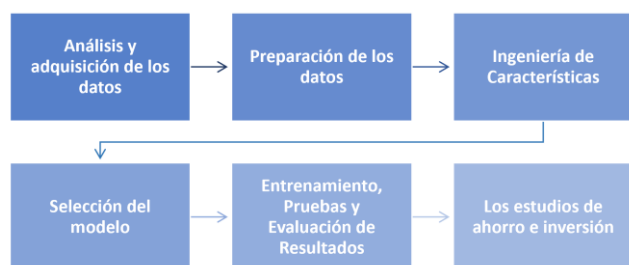 Análisis y
adquisición de los
datos
Preparación de los
datos
Ingeniería de
Características
Selección del
modelo
Entrenamiento,
Pruebas y
Evaluación de
Resultados
Los estudios de
ahorro e inversión